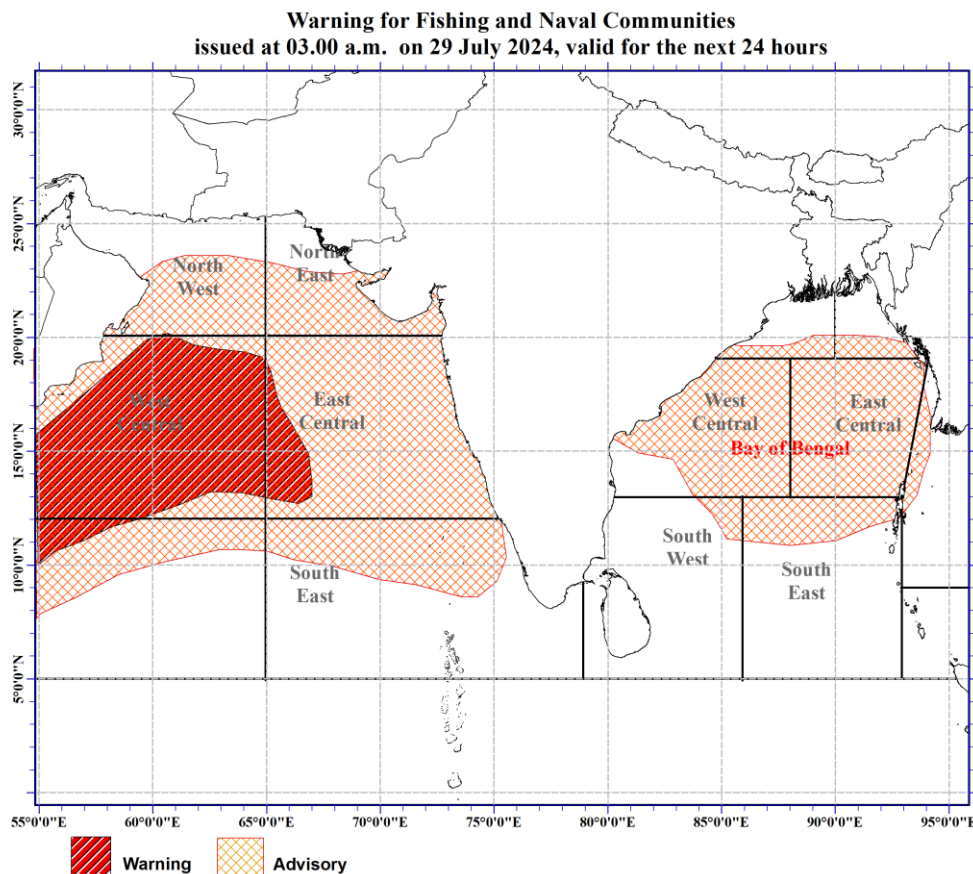 Warning for Fishing and Naval Communities
issued at 03.00 a.m.  on 29 July 2024, valid for the next 24 hours
30°0'0"N
25°0'0"N
20°0'0"N
15°0'0"N
10°0'0"N
5°0'0"N
North
West
North
East
West
Central
East
Central
South
East
West
Central
East
Central
Bay of Bengal
South
West
South
East
55°0'0"E
60°0'0"E
65°0'0"E
70°0'0"E
75°0'0"E
80°0'0"E
85°0'0"E
90°0'0"E
95°0'0"E
Warning
Advisory